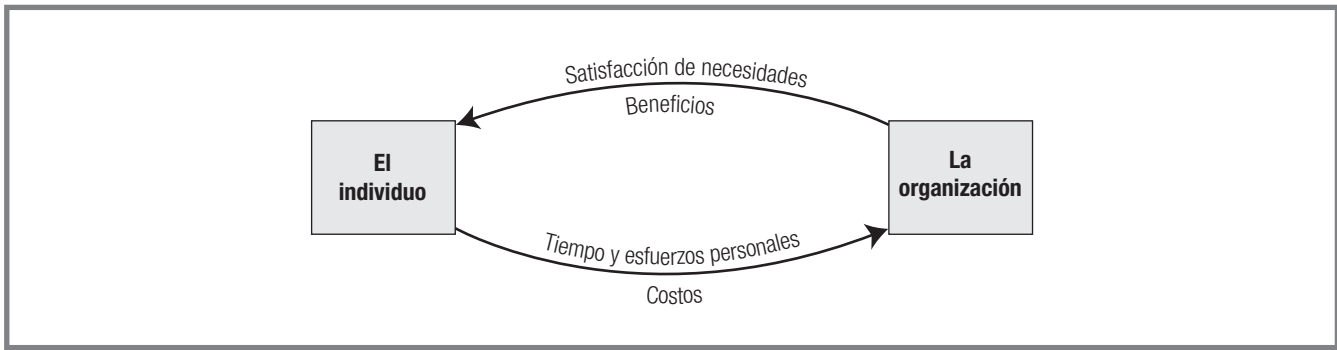 Satisfacción de necesidades
Beneficios
El
individuo
La
organización
Tiempo y esfuerzos personales
Costos